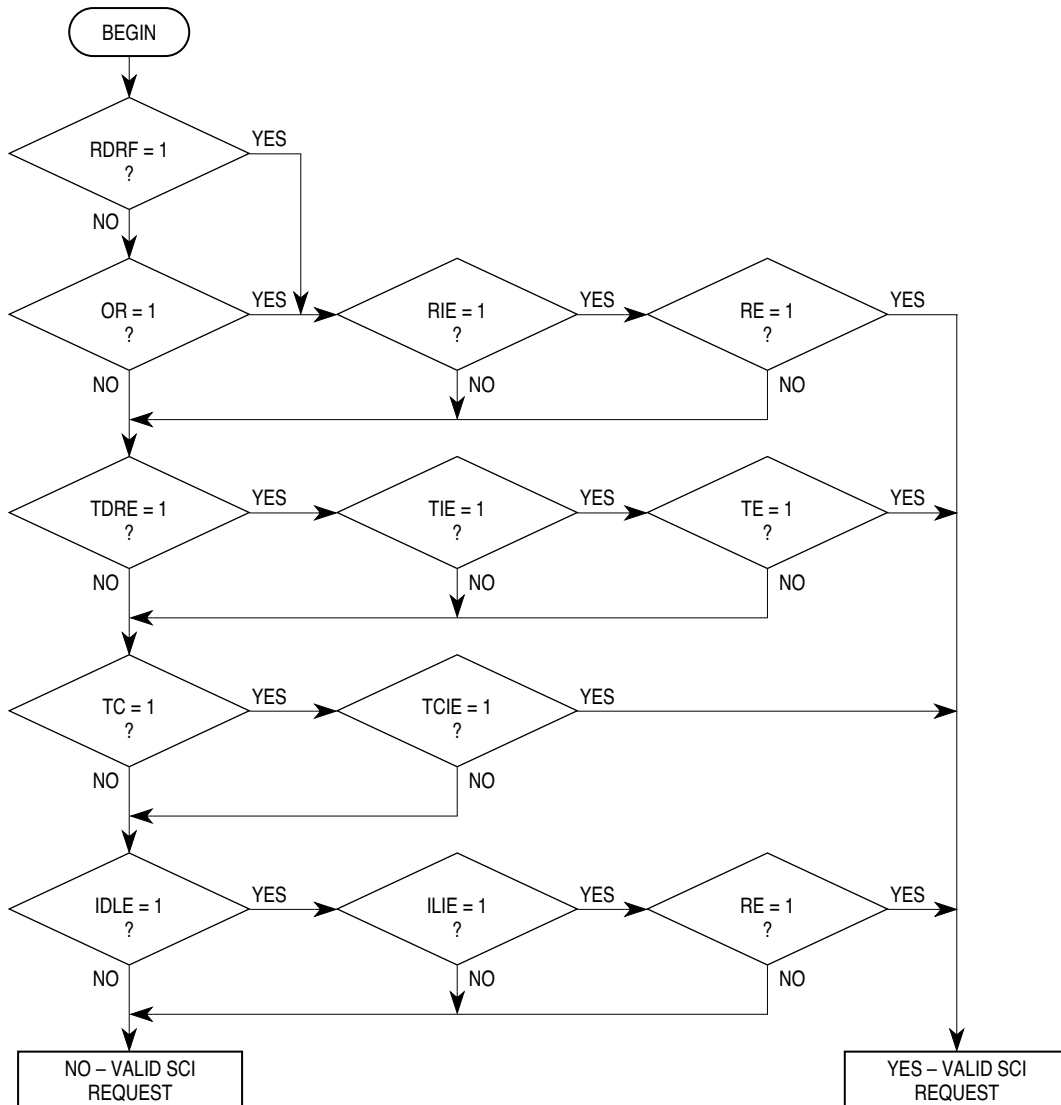 BEGIN
RDRF = 1
?
YES
NO
OR = 1
?
YES
NO
RIE = 1
?
YES
NO
RE = 1
?
YES
NO
TDRE = 1
?
YES
NO
TIE = 1
?
YES
NO
TE = 1
?
YES
NO
TC = 1
?
YES
NO
TCIE = 1
?
YES
NO
IDLE = 1
?
YES
NO
ILIE = 1
?
YES
NO
RE = 1
?
YES
NO
NO – VALID SCI
REQUEST
YES – VALID SCI
REQUEST